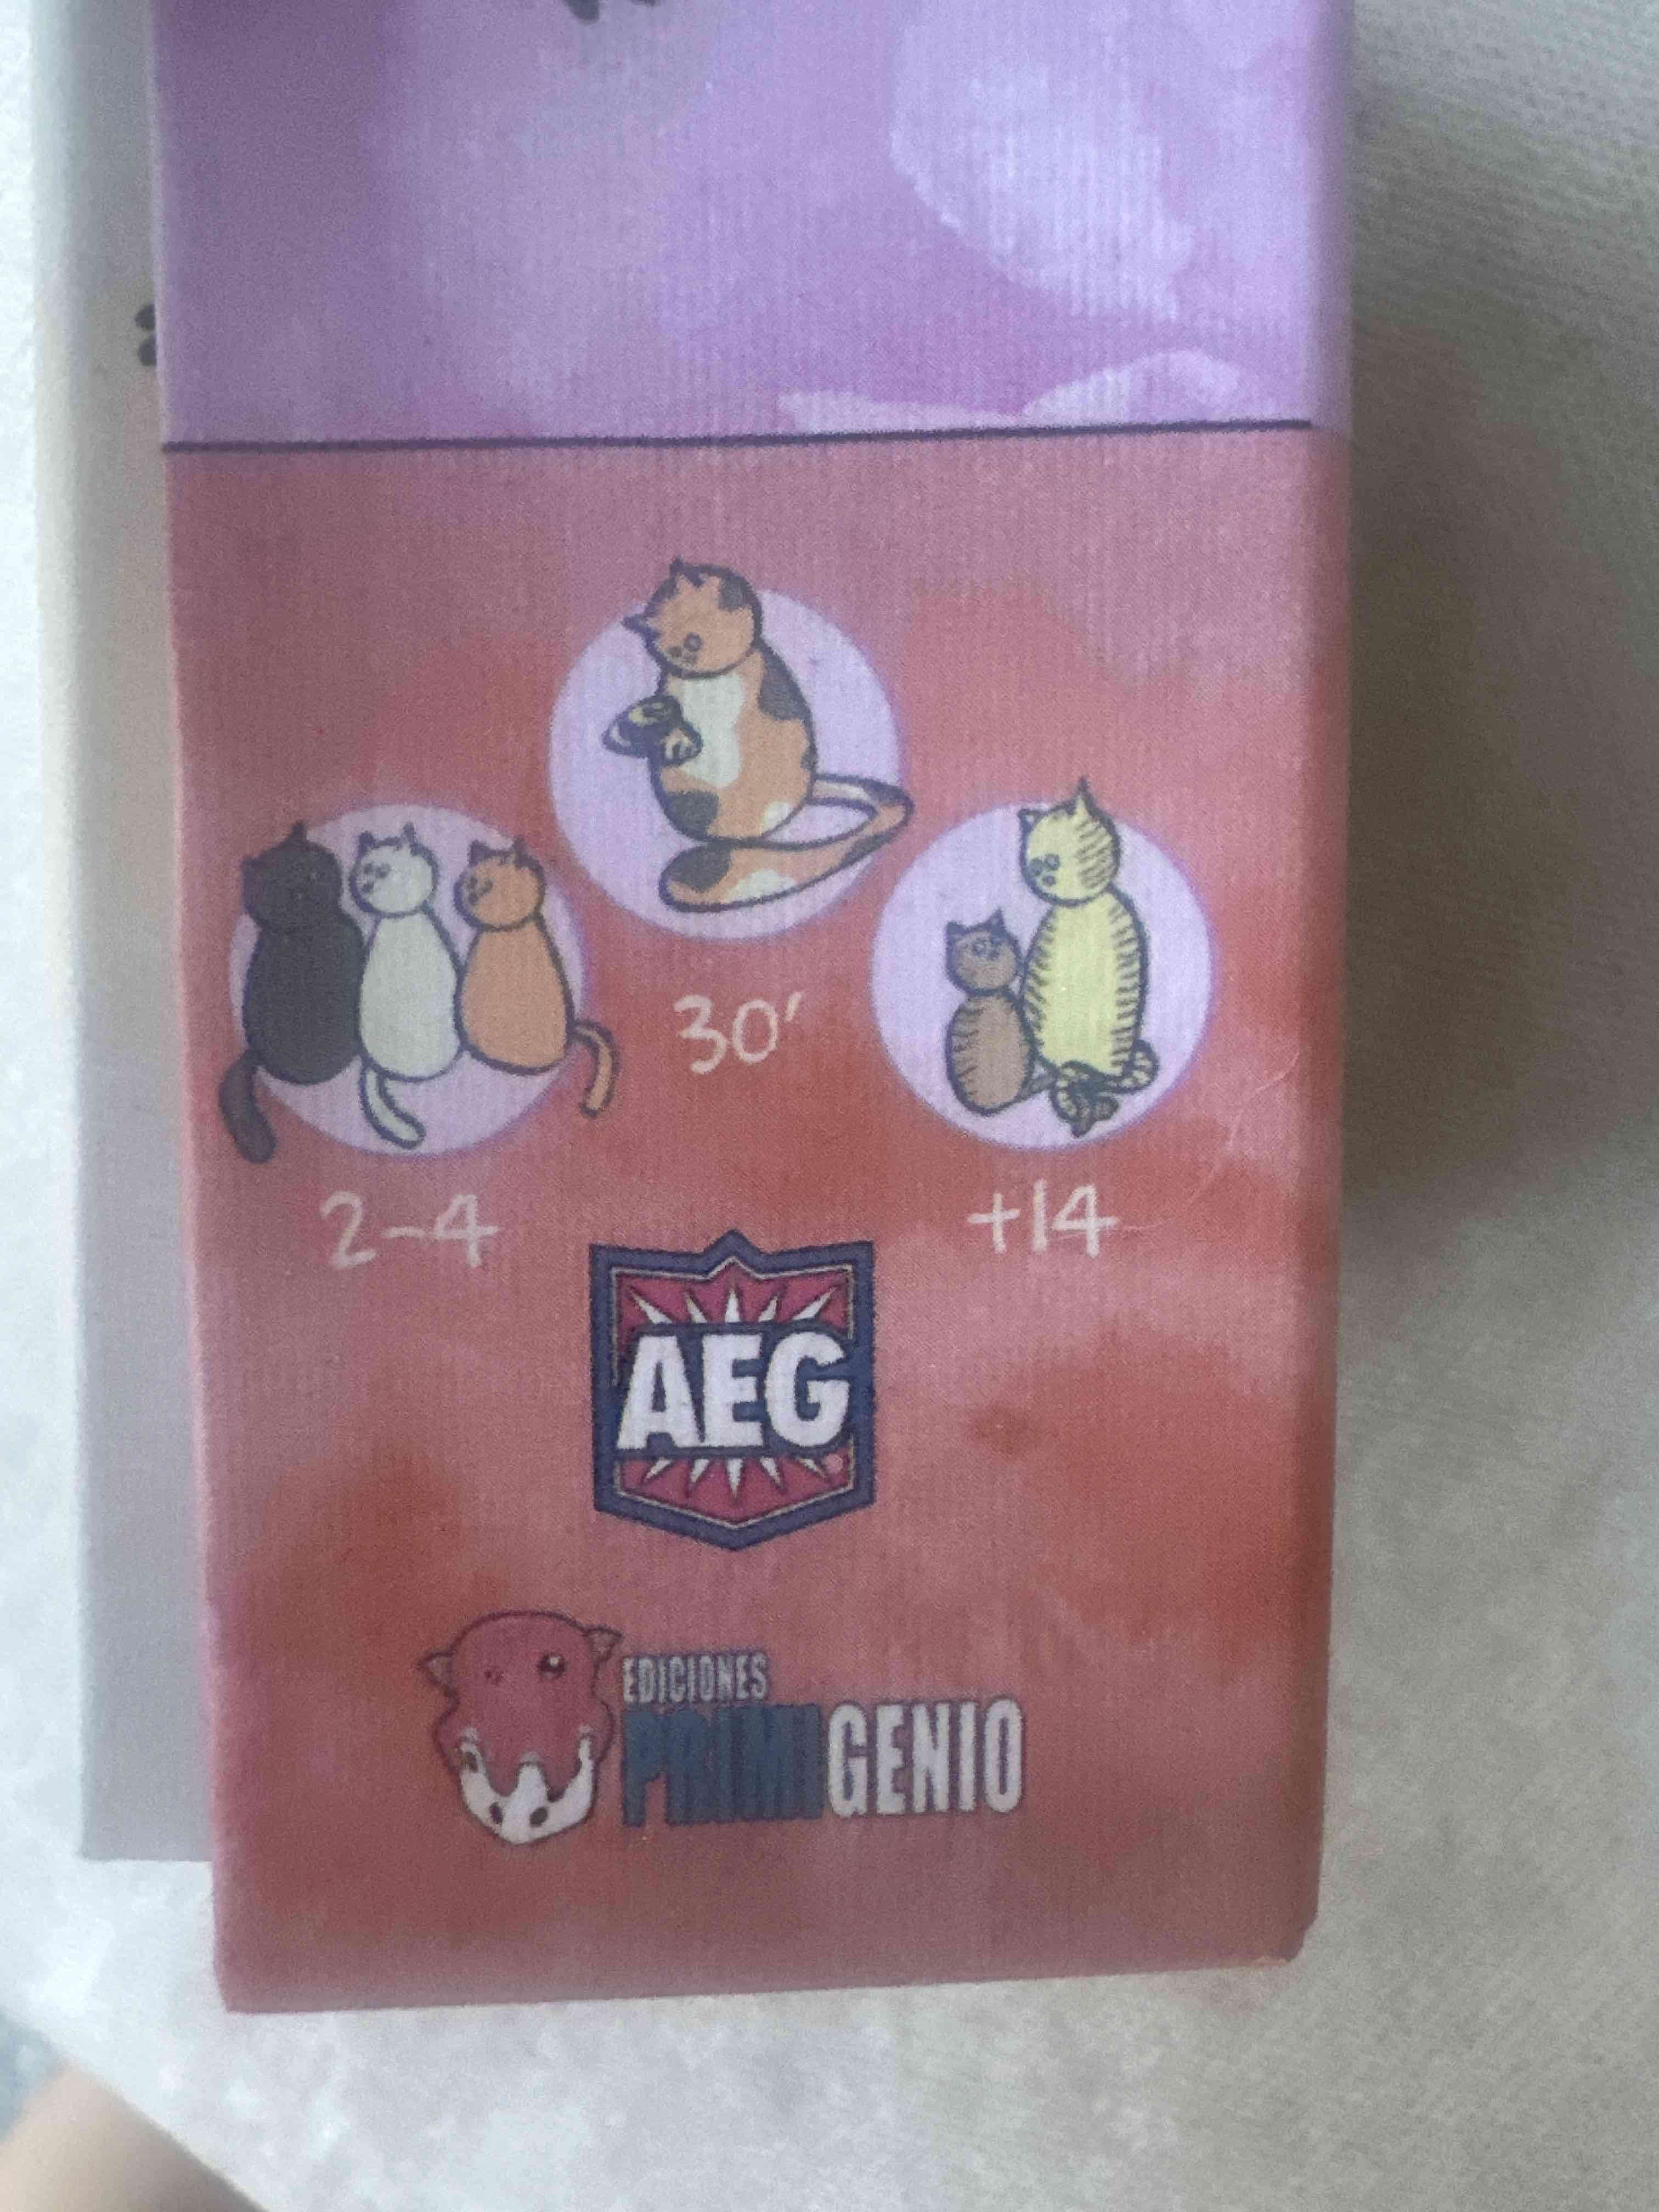 30'
2-4
+14
AEG
EDICIONES
PRIMIGENIO